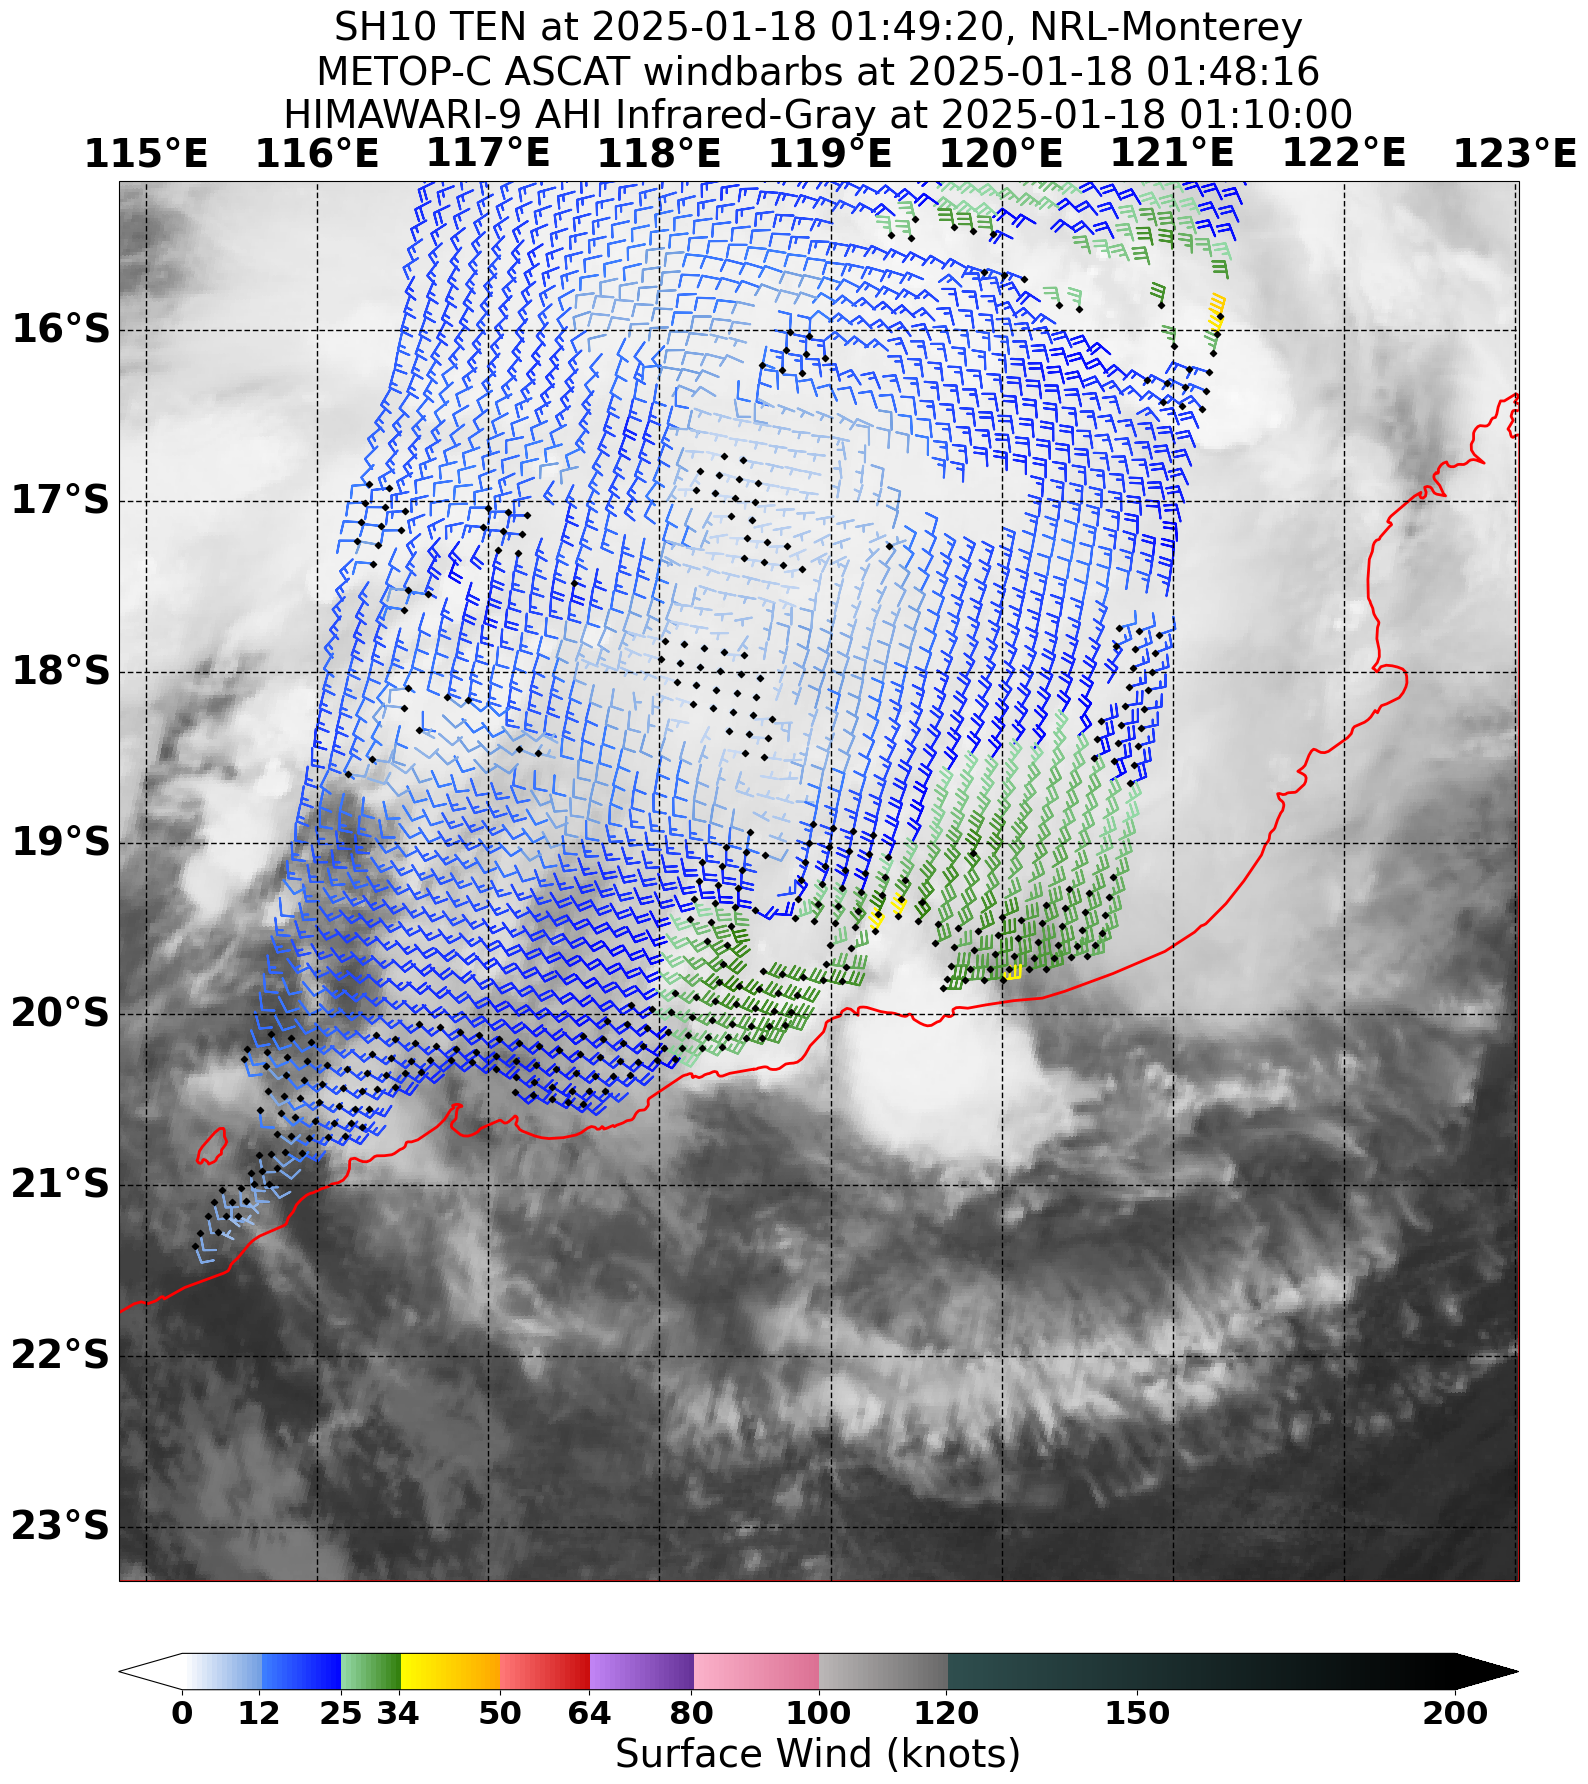 SH10 TEN at 2025-01-18 01:49:20, NRL-Monterey
METOP-C ASCAT windbarbs at 2025-01-18 01:48:16
HIMAWARI-9 AHI Infrared-Gray at 2025-01-18 01:10:00
115°E 116°E 117°E 118°E 119°E 120°E 121°E 122°E 123°E
16°S
17°S
18°S
19°S
20°S
21°S
22°S
23°S
0 12 25 34 50 64 80 100 120 150 200
Surface Wind (knots)